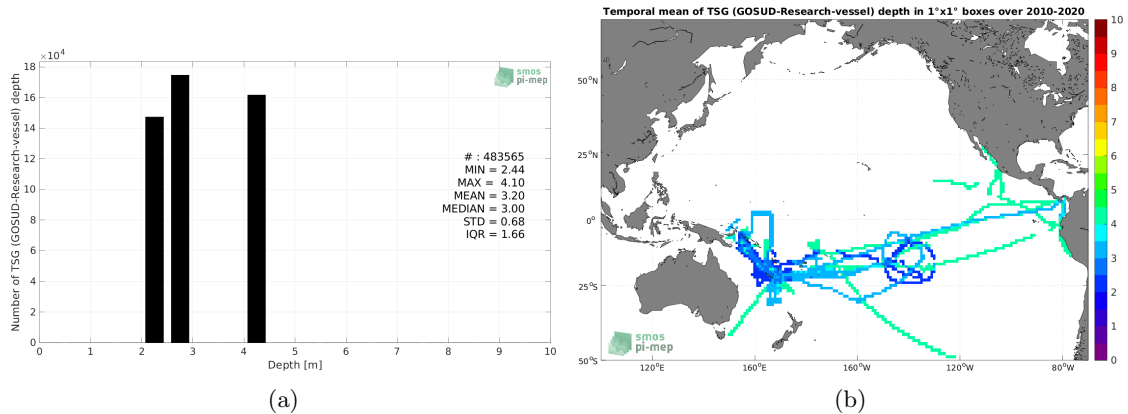 ×10⁴
18
16
14
12
10
8
6
4
2
0
Number of TSG (GOSUD-Research-vessel) depth
smos
pi-mep
# : 483565
MIN = 2.44
MAX = 4.10
MEAN = 3.20
MEDIAN = 3.00
STD = 0.68
IQR = 1.66
0 1 2 3 4 5 6 7 8 9 10
Depth [m]
(a)
Temporal mean of TSG (GOSUD-Research-vessel) depth in 1°x1° boxes over 2010-2020
50°N
25°N
0°
25°S
50°S
120°E 160°E 160°W 120°W 80°W
smos
pi-mep
10
9
8
7
6
5
4
3
2
1
0
(b)